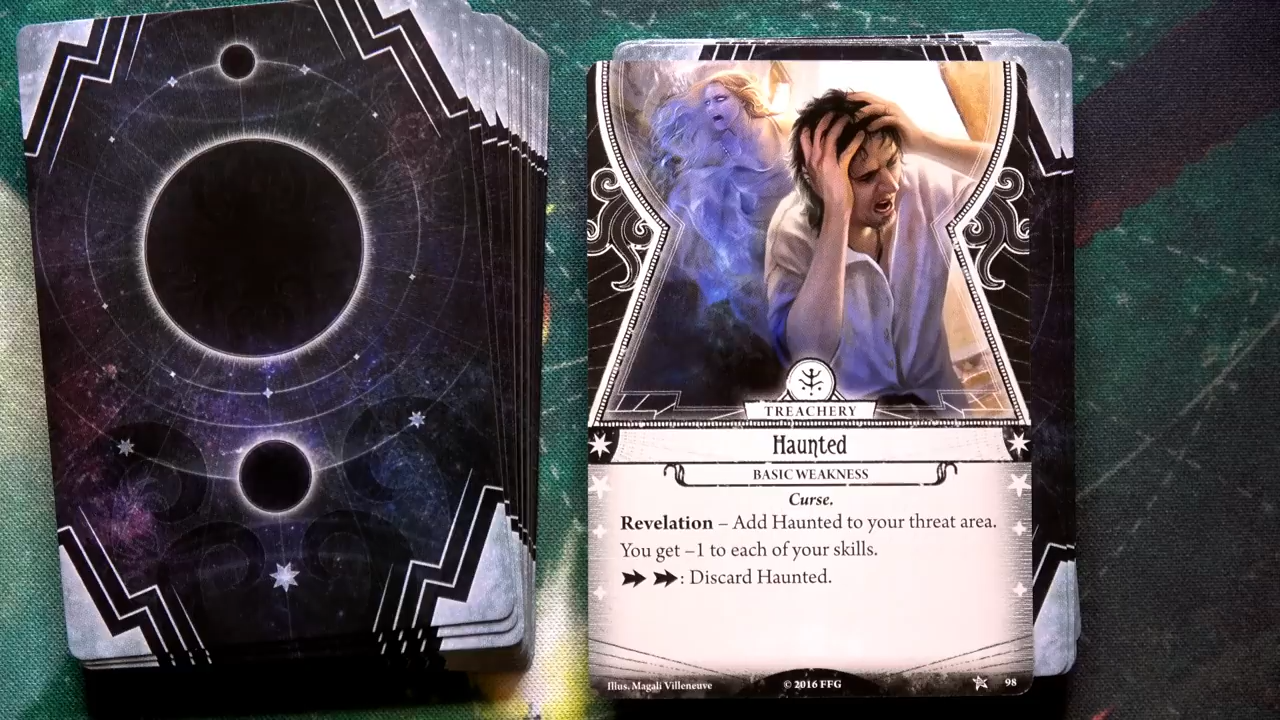 TREACHERY
Haunted
BASIC WEAKNESS
Curse.
Revelation – Add Haunted to your threat area.
You get –1 to each of your skills.
: Discard Haunted.
Illus. Magali Villeneuve © 2016 FFG 98